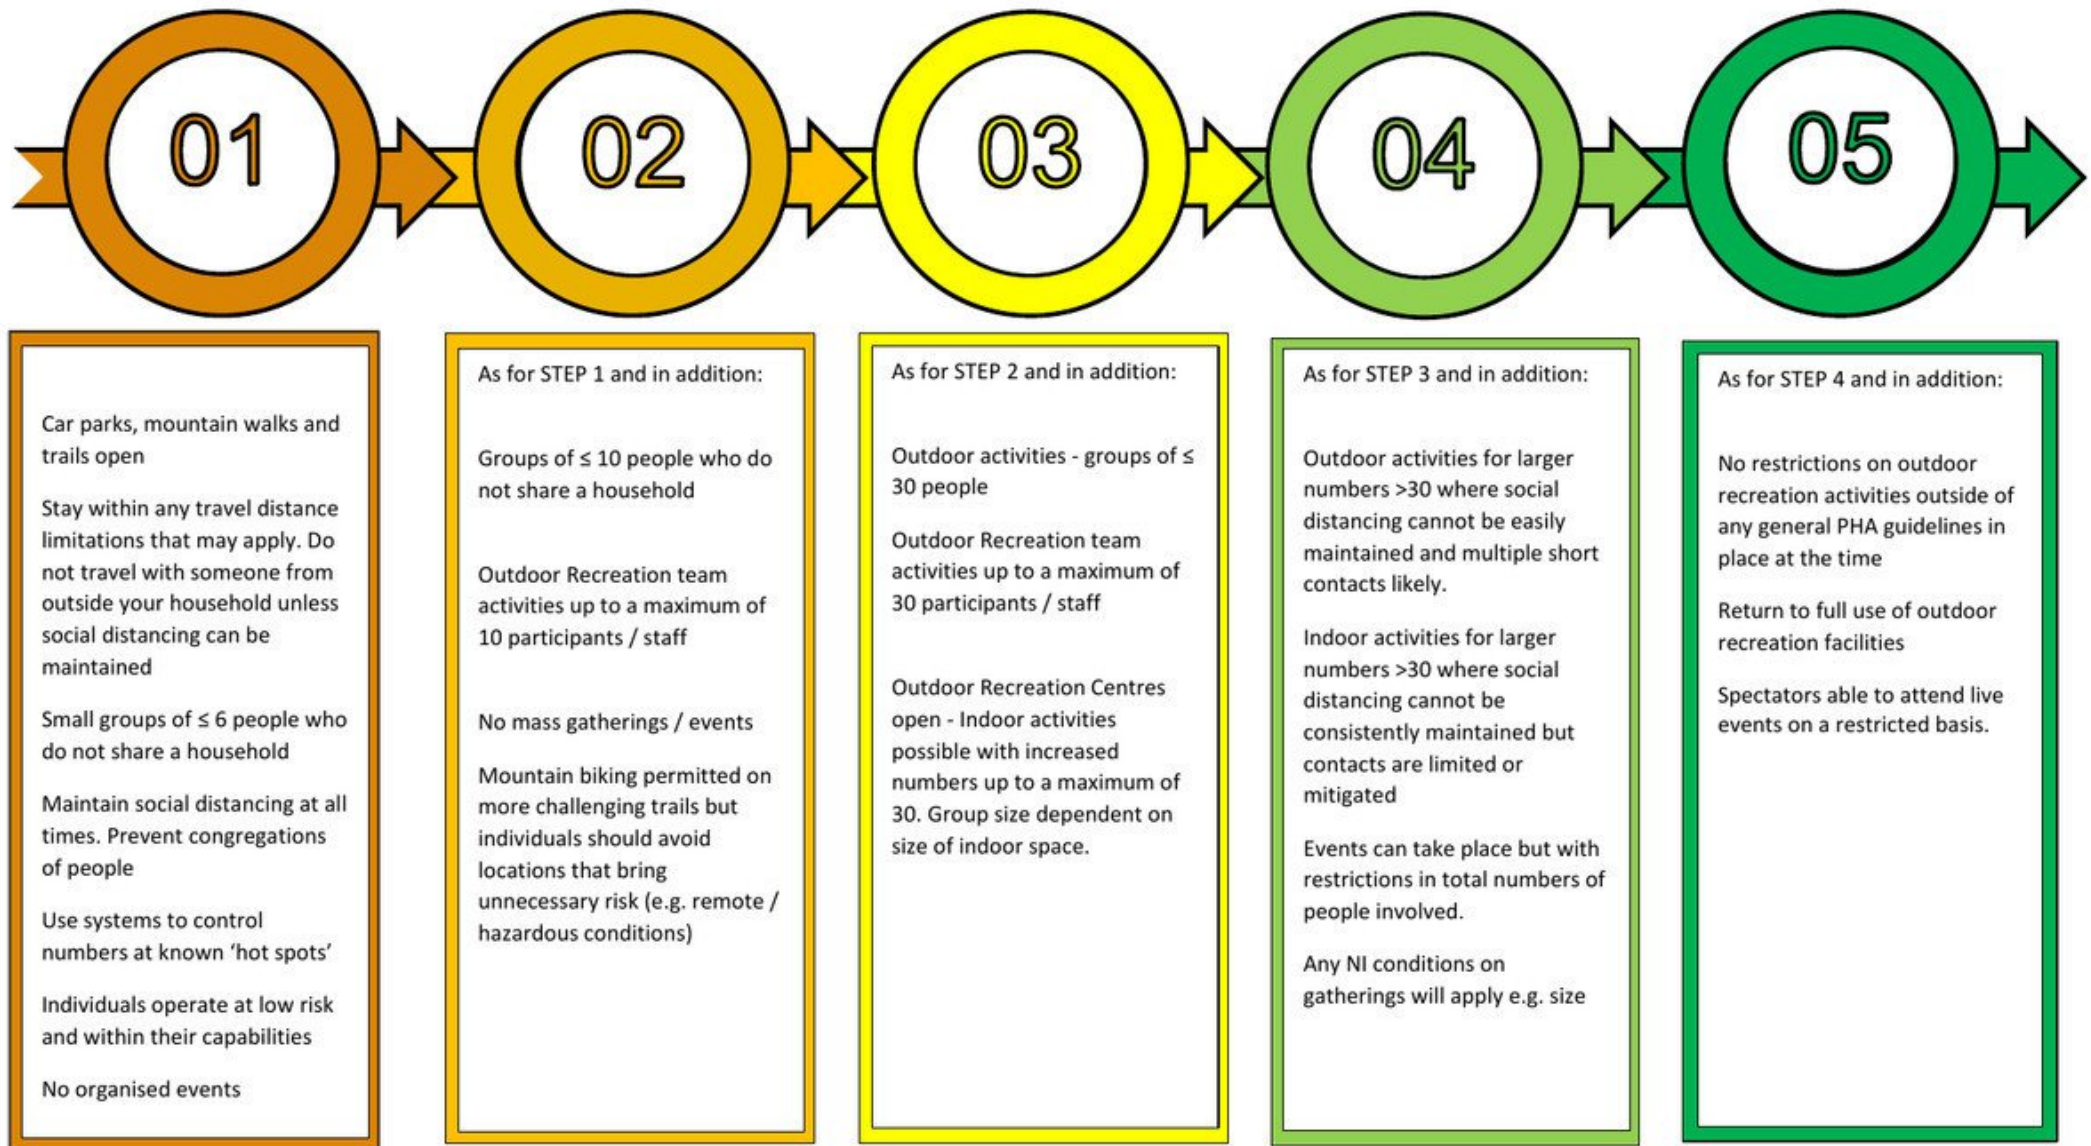 01
02
03
04
05
Car parks, mountain walks and
trails open
Stay within any travel distance
limitations that may apply. Do
not travel with someone from
outside your household unless
social distancing can be
maintained
Small groups of ≤ 6 people who
do not share a household
Maintain social distancing at all
times. Prevent congregations
of people
Use systems to control
numbers at known ‘hot spots’
Individuals operate at low risk
and within their capabilities
No organised events
As for STEP 1 and in addition:
Groups of ≤ 10 people who do
not share a household
Outdoor Recreation team
activities up to a maximum of
10 participants / staff
No mass gatherings / events
Mountain biking permitted on
more challenging trails but
individuals should avoid
locations that bring
unnecessary risk (e.g. remote /
hazardous conditions)
As for STEP 2 and in addition:
Outdoor activities - groups of ≤
30 people
Outdoor Recreation team
activities up to a maximum of
30 participants / staff
Outdoor Recreation Centres
open - Indoor activities
possible with increased
numbers up to a maximum of
30. Group size dependent on
size of indoor space.
As for STEP 3 and in addition:
Outdoor activities for larger
numbers >30 where social
distancing cannot be easily
maintained and multiple short
contacts likely.
Indoor activities for larger
numbers >30 where social
distancing cannot be
consistently maintained but
contacts are limited or
mitigated
Events can take place but with
restrictions in total numbers of
people involved.
Any NI conditions on
gatherings will apply e.g. size
As for STEP 4 and in addition:
No restrictions on outdoor
recreation activities outside of
any general PHA guidelines in
place at the time
Return to full use of outdoor
recreation facilities
Spectators able to attend live
events on a restricted basis.